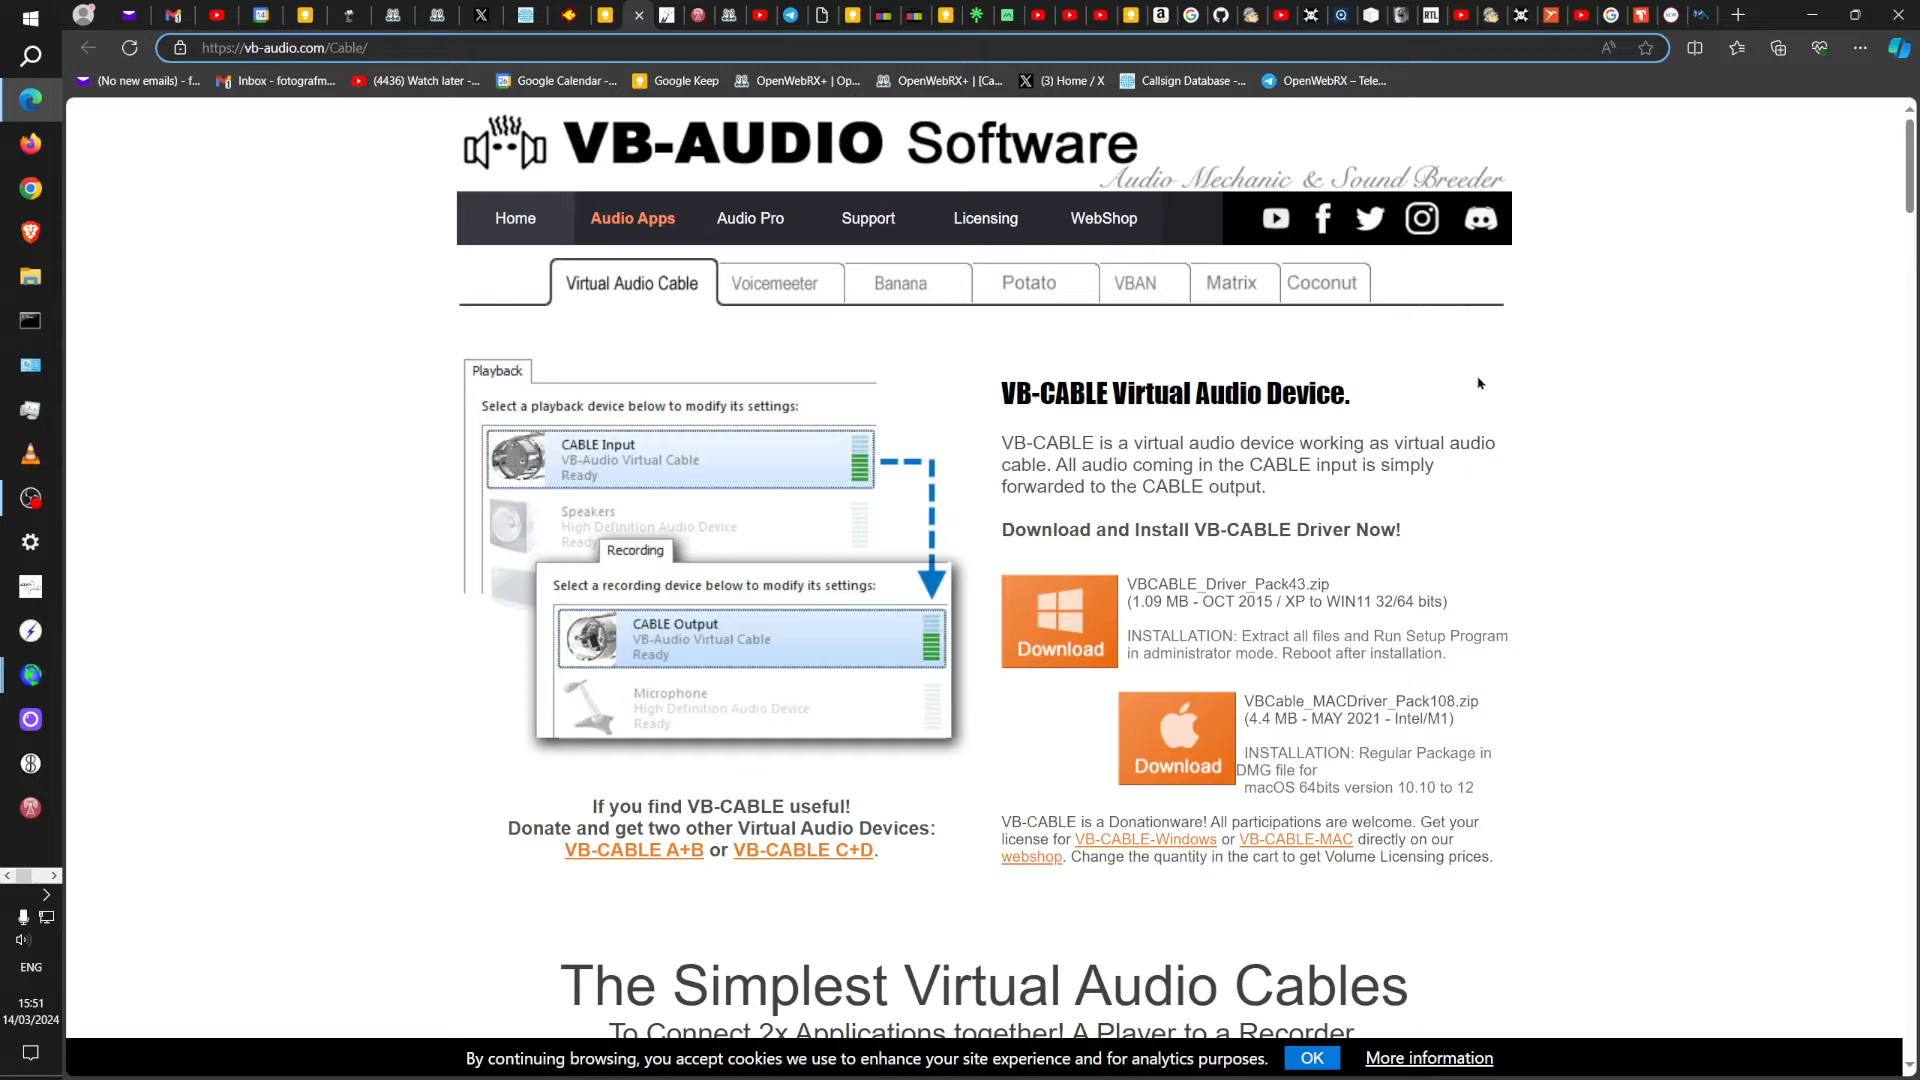 https://vb-audio.com/Cable/
(No new emails) - f...
Inbox - fotografm...
(4436) Watch later -...
Google Calendar -...
Google Keep
OpenWebRX+ | Op...
OpenWebRX+ | [Ca...
(3) Home / X
Callsign Database -...
OpenWebRX – Tele...
VB-AUDIO Software
Audio Mechanic & Sound Breeder
Home
Audio Apps
Audio Pro
Support
Licensing
WebShop
Virtual Audio Cable
Voicemeeter
Banana
Potato
VBAN
Matrix
Coconut
Playback
Select a playback device below to modify its settings:
CABLE Input
VB-Audio Virtual Cable
Ready
Speakers
High Definition Audio Device
Ready
Recording
Select a recording device below to modify its settings:
CABLE Output
VB-Audio Virtual Cable
Ready
Microphone
High Definition Audio Device
Ready
If you find VB-CABLE useful!
Donate and get two other Virtual Audio Devices:
VB-CABLE A+B or VB-CABLE C+D.
VB-CABLE Virtual Audio Device.
VB-CABLE is a virtual audio device working as virtual audio
cable. All audio coming in the CABLE input is simply
forwarded to the CABLE output.
Download and Install VB-CABLE Driver Now!
Download
VBCABLE_Driver_Pack43.zip
(1.09 MB - OCT 2015 / XP to WIN11 32/64 bits)
INSTALLATION: Extract all files and Run Setup Program
in administrator mode. Reboot after installation.
Download
VBCable_MACDriver_Pack108.zip
(4.4 MB - MAY 2021 - Intel/M1)
INSTALLATION: Regular Package in
DMG file for
macOS 64bits version 10.10 to 12
VB-CABLE is a Donationware! All participations are welcome. Get your
license for VB-CABLE-Windows or VB-CABLE-MAC directly on our
webshop. Change the quantity in the cart to get Volume Licensing prices.
The Simplest Virtual Audio Cables
To Connect 2x Applications together! A Player to a Recorder
By continuing browsing, you accept cookies we use to enhance your site experience and for analytics purposes.
OK
More information
ENG
15:51
14/03/2024